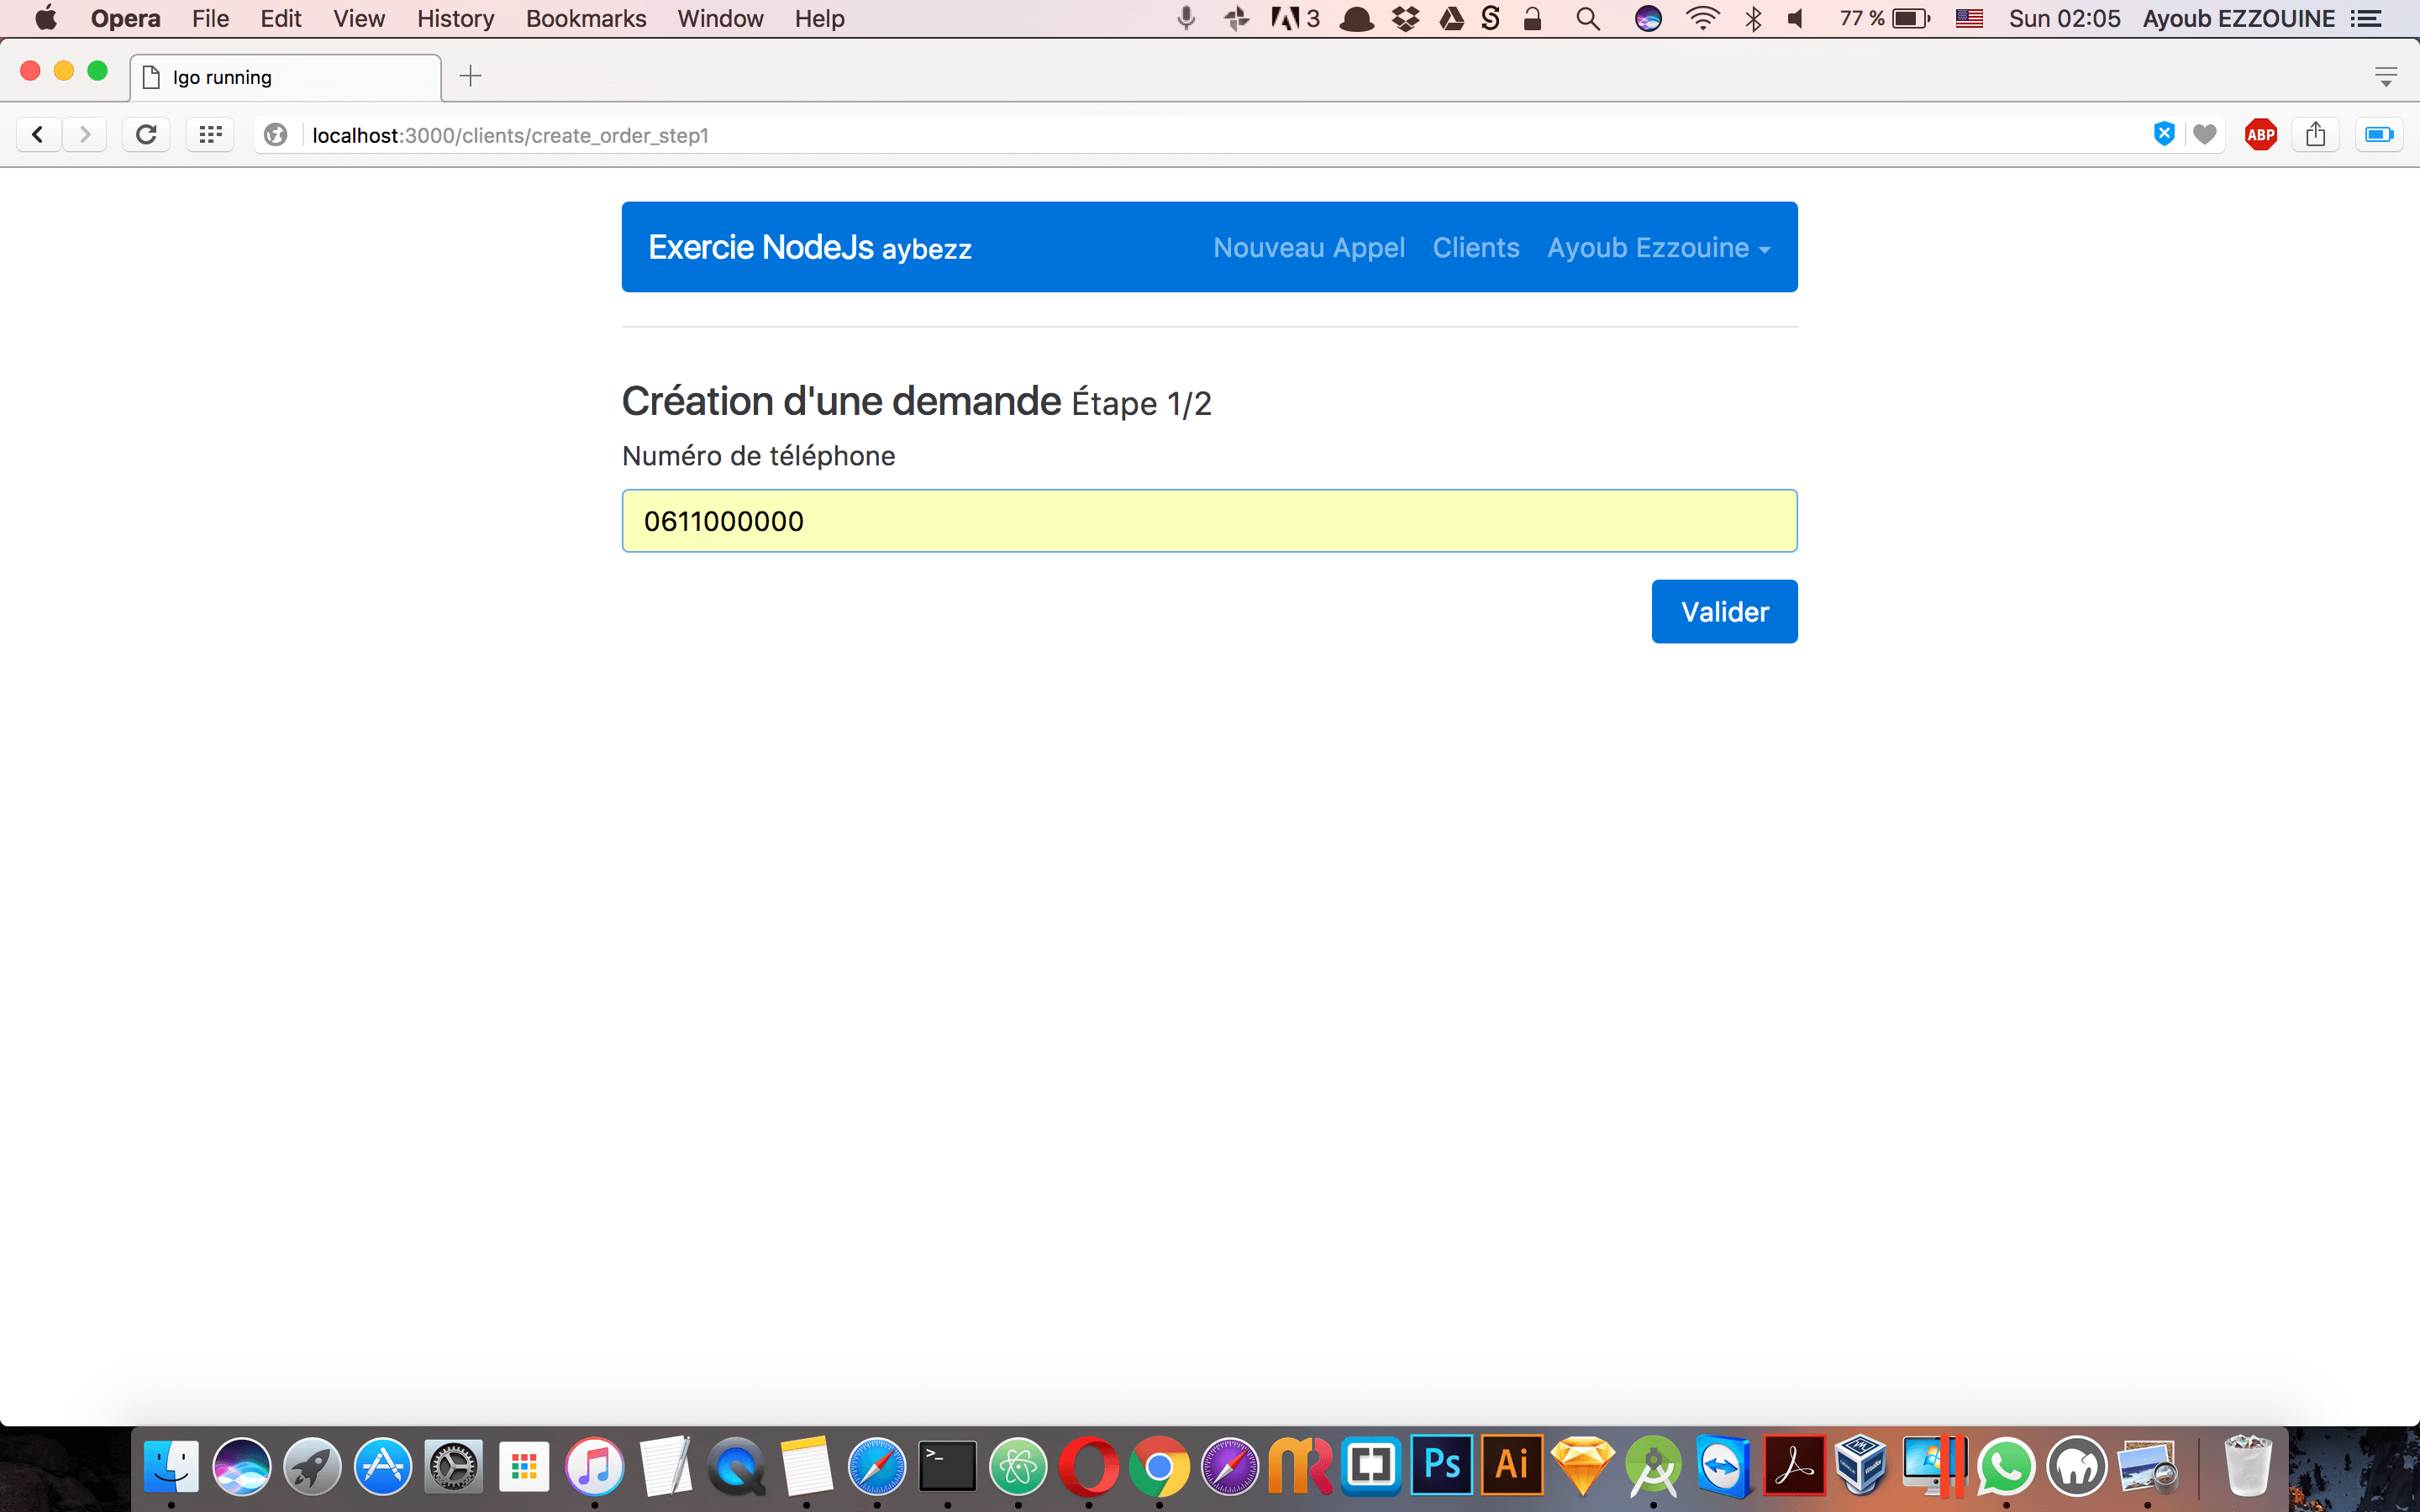 Opera File Edit View History Bookmarks Window Help 3 77 % Sun 02:05 Ayoub EZZOUINE
Igo running
localhost:3000/clients/create_order_step1 ABP
Exercie NodeJs aybezz Nouveau Appel Clients Ayoub Ezzouine
Création d'une demande Étape 1/2
Numéro de téléphone
0611000000
Valider
>_ Ps Ai